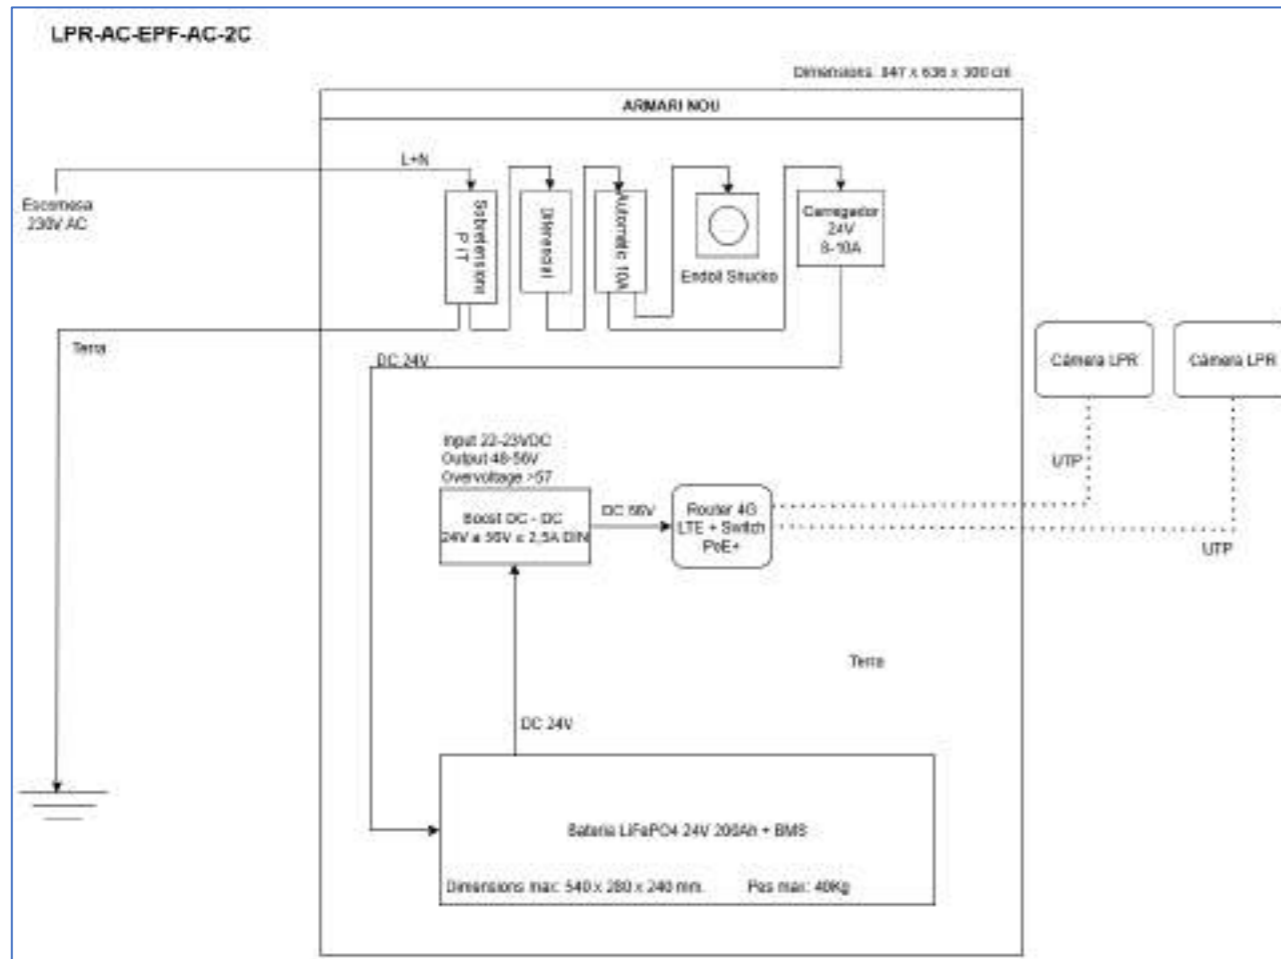 LPR-AC-EPF-AC-2C
Dimensions: 847 x 636 x 300 cm
ARMARI NOU
L+N
Escomesa
230V AC
Sobretensions
P iT
Diferencial
Automàtic 10A
Endoll Shucko
Carregador
24V
8-10A
Terra
DC 24V
Càmera LPR
Càmera LPR
UTP
UTP
Input 22-23VDC
Output 48-56V
Overvoltage >57
Boost DC - DC
24V a 56V ≤ 2,5A DIN
DC 56V
Router 4G
LTE + Switch
PoE+
Terra
DC 24V
Bateria LiFePO4 24V 200Ah + BMS
Dimensions max: 540 x 280 x 240 mm.
Pes max: 40Kg